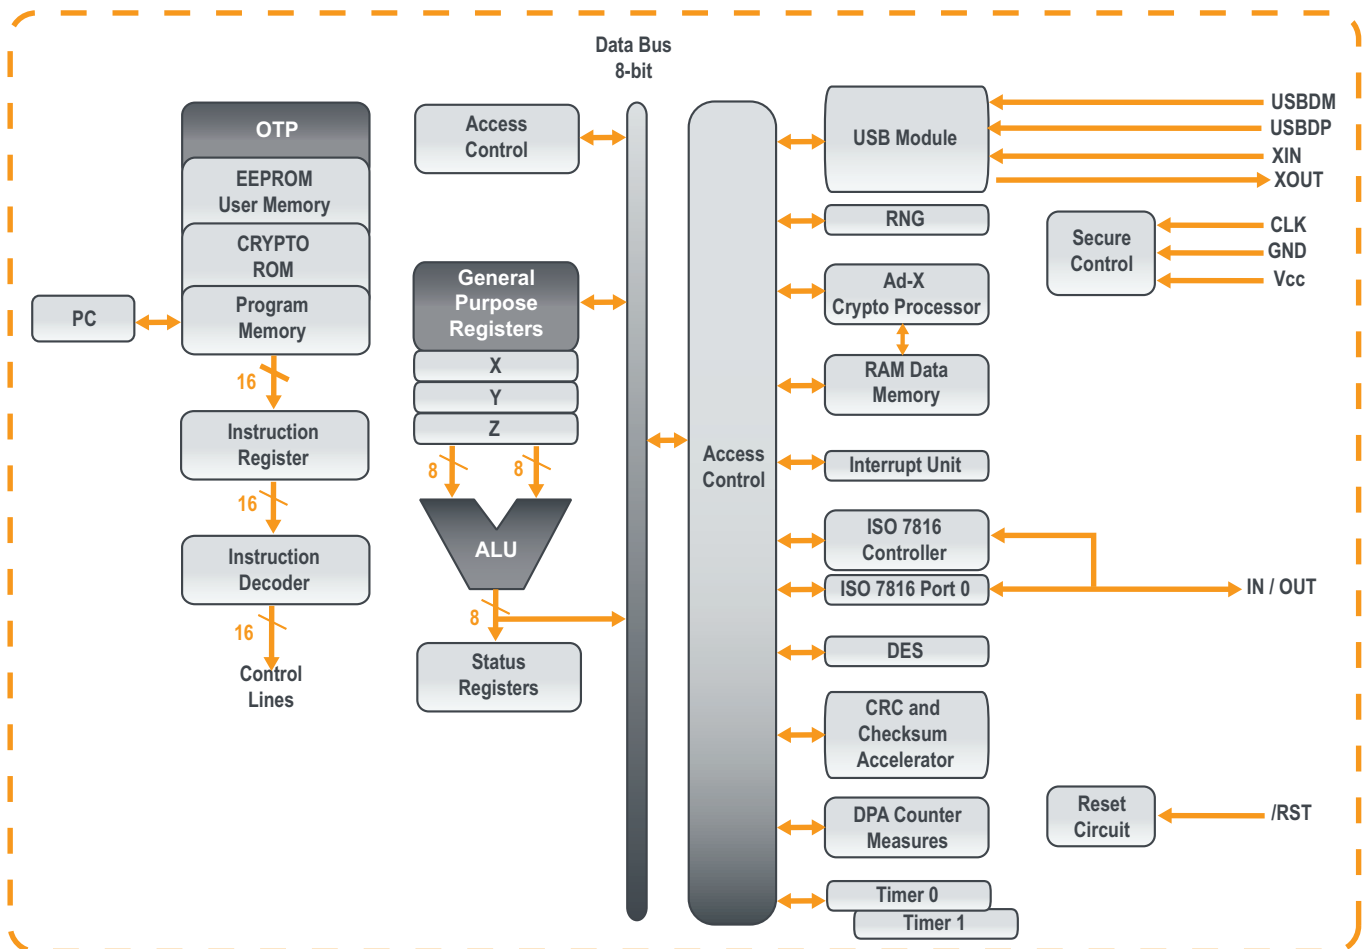 Data Bus
8-bit
OTP
EEPROM
User Memory
CRYPTO
ROM
Program
Memory
PC
16
Instruction
Register
16
Instruction
Decoder
16
Control
Lines
Access
Control
General
Purpose
Registers
X
Y
Z
8
8
ALU
8
Status
Registers
Access
Control
USB Module
USBDM
USBDP
XIN
XOUT
RNG
Secure
Control
CLK
GND
Vcc
Ad-X
Crypto Processor
RAM Data
Memory
Interrupt Unit
ISO 7816
Controller
ISO 7816 Port 0
IN / OUT
DES
CRC and
Checksum
Accelerator
DPA Counter
Measures
Reset
Circuit
/RST
Timer 0
Timer 1